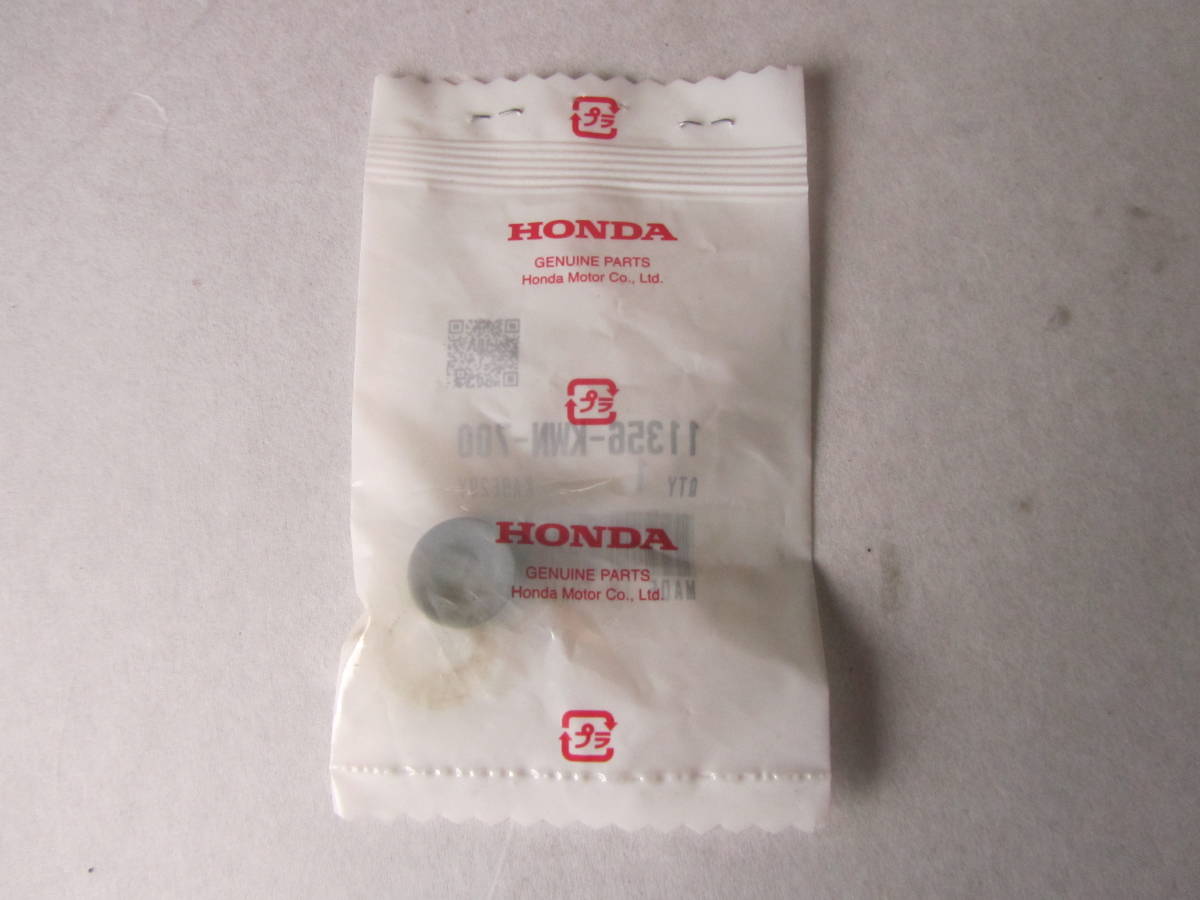 プラ
HONDA
GENUINE PARTS
Honda Motor Co., Ltd.
プラ
11356-KWN-700
QTY 1
HONDA
GENUINE PARTS
Honda Motor Co., Ltd.
プラ